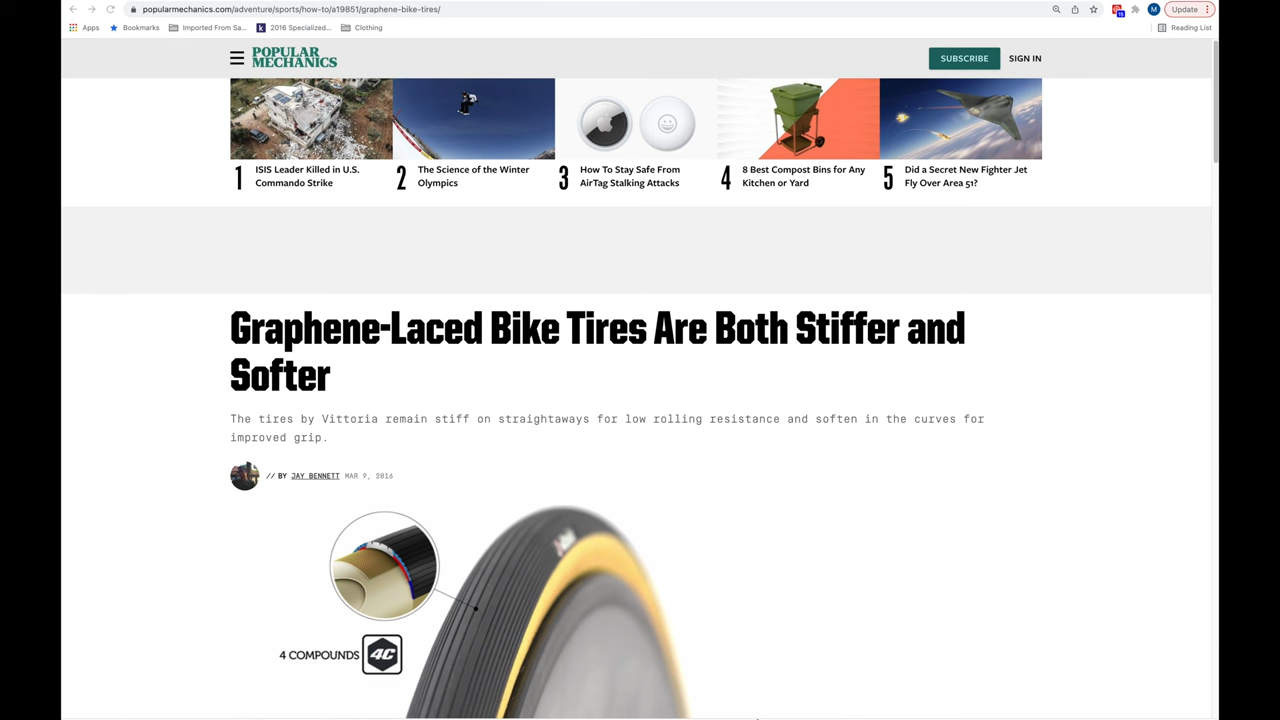 popularmechanics.com/adventure/sports/how-to/a19851/graphene-bike-tires/
M
Update
15
Apps
Bookmarks
Imported From Sa...
k
2016 Specialized...
Clothing
Reading List
POPULAR
MECHANICS
SUBSCRIBE
SIGN IN
1
ISIS Leader Killed in U.S.
Commando Strike
2
The Science of the Winter
Olympics
3
How To Stay Safe From
AirTag Stalking Attacks
4
8 Best Compost Bins for Any
Kitchen or Yard
5
Did a Secret New Fighter Jet
Fly Over Area 51?
Graphene-Laced Bike Tires Are Both Stiffer and
Softer
The tires by Vittoria remain stiff on straightaways for low rolling resistance and soften in the curves for
improved grip.
// BY JAY BENNETT MAR 9, 2016
4 COMPOUNDS 4C